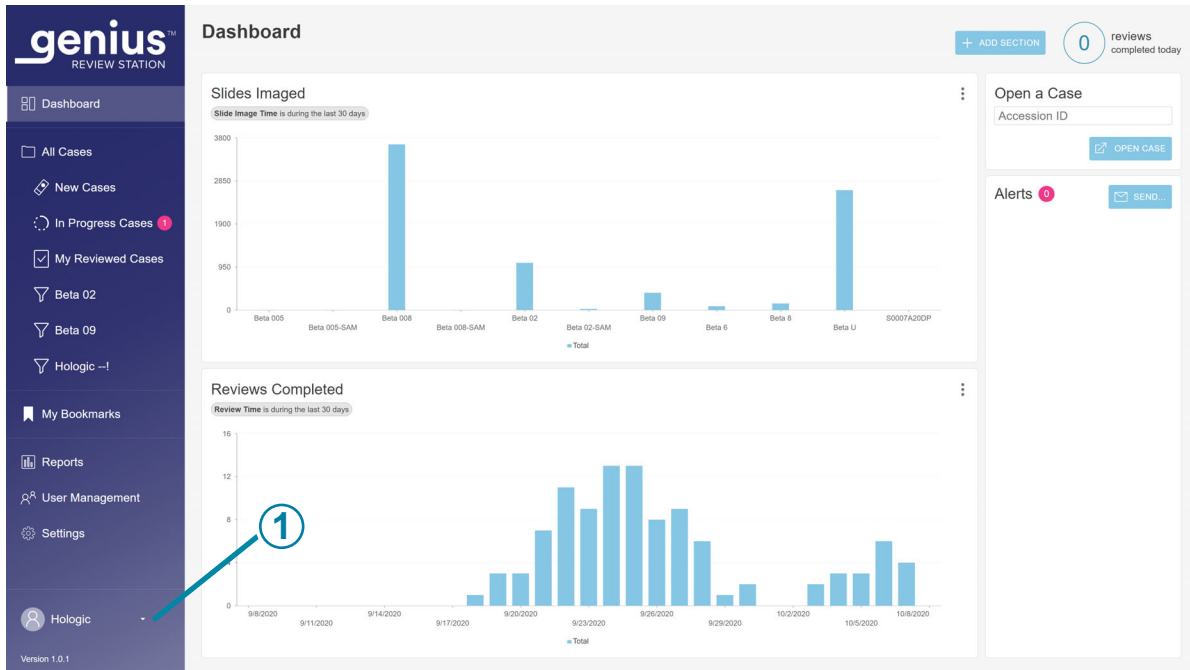 genius™
REVIEW STATION
Dashboard
All Cases
New Cases
In Progress Cases 1
My Reviewed Cases
Beta 02
Beta 09
Hologic --!
My Bookmarks
Reports
User Management
Settings
Hologic
Version 1.0.1
1
Dashboard
+ ADD SECTION
0
reviews
completed today
Slides Imaged
Slide Image Time is during the last 30 days
3800
2850
1900
950
0
Beta 005
Beta 005-SAM
Beta 008
Beta 008-SAM
Beta 02
Beta 02-SAM
Beta 09
Beta 6
Beta 8
Beta U
S0007A20DP
Total
Reviews Completed
Review Time is during the last 30 days
16
12
8
4
0
9/8/2020
9/11/2020
9/14/2020
9/17/2020
9/20/2020
9/23/2020
9/26/2020
9/29/2020
10/2/2020
10/5/2020
10/8/2020
Total
Open a Case
Accession ID
OPEN CASE
Alerts 0
SEND...